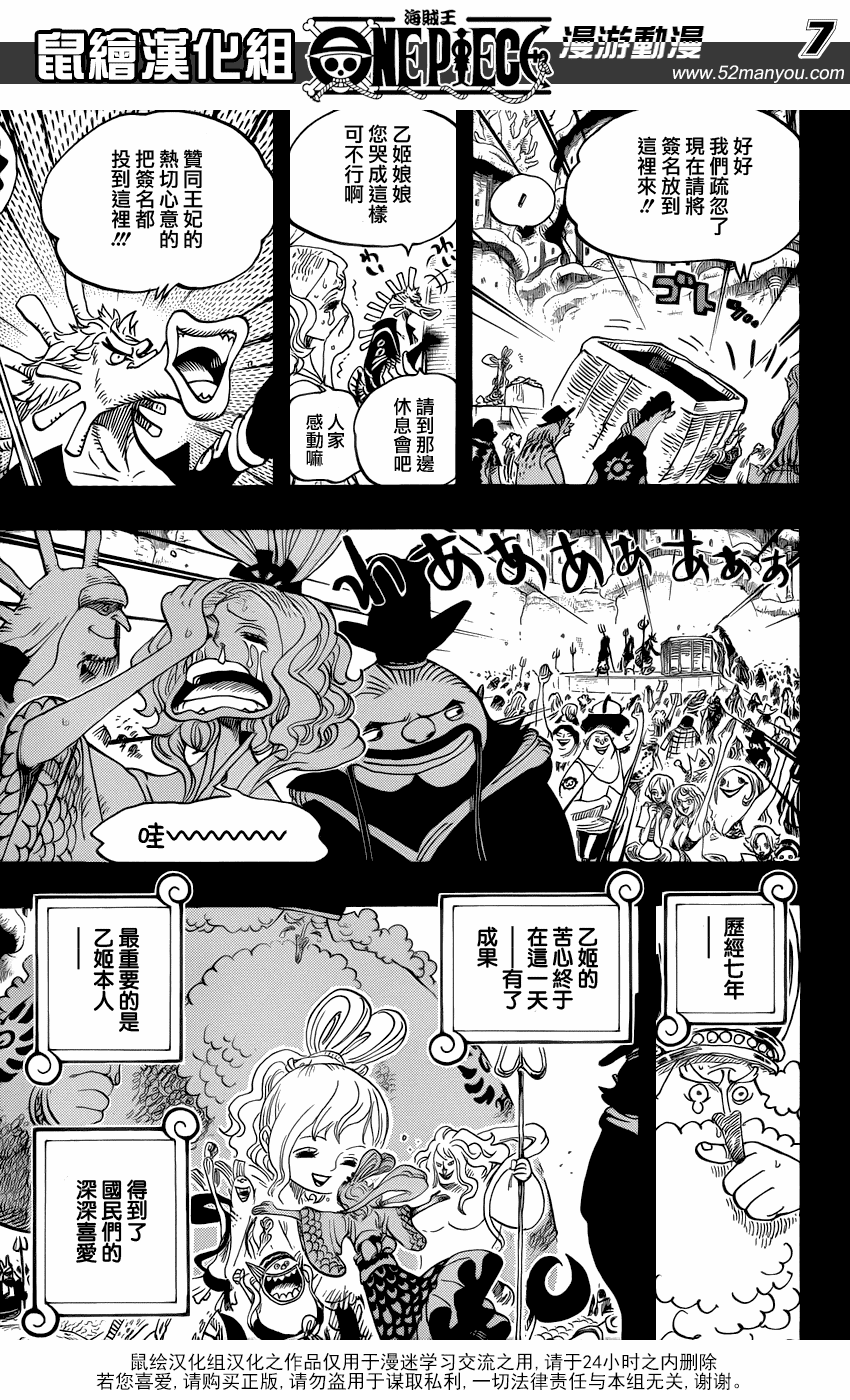 鼠繪漢化組
海賊王
ONE PIECE
漫游動漫
7
www.52manyou.com
好好
我們疏忽了
現在請將
簽名放到
這裡來!!
ゴト
乙姬娘娘
您哭成這樣
可不行啊
請到那邊
休息會吧
人家
感動嘛
贊同王妃的
熱切心意的
把簽名都
投到這裡!!!
わああああぁぁぁ
哇~~~~~~~
歷經七年
——
乙姬的
苦心終于
在這一天
——有了
成果
最重要的是
乙姬本人
——
得到了
國民們的
深深喜愛
鼠绘汉化组汉化之作品仅用于漫迷学习交流之用,请于24小时之内删除
若您喜爱,请购买正版,请勿盗用于谋取私利,一切法律责任与本组无关,谢谢。